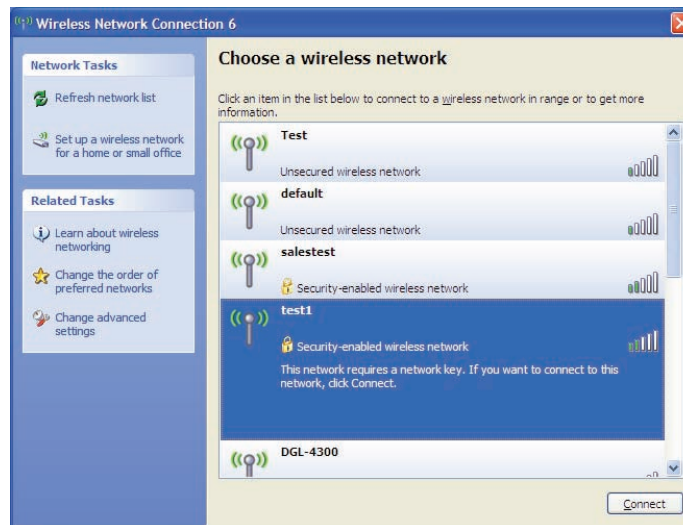 Wireless Network Connection 6
Network Tasks
Refresh network list
Set up a wireless network
for a home or small office
Related Tasks
Learn about wireless
networking
Change the order of
preferred networks
Change advanced
settings
Choose a wireless network
Click an item in the list below to connect to a wireless network in range or to get more
information.
Test
Unsecured wireless network
default
Unsecured wireless network
salestest
Security-enabled wireless network
test1
Security-enabled wireless network
This network requires a network key. If you want to connect to this
network, click Connect.
DGL-4300
Connect